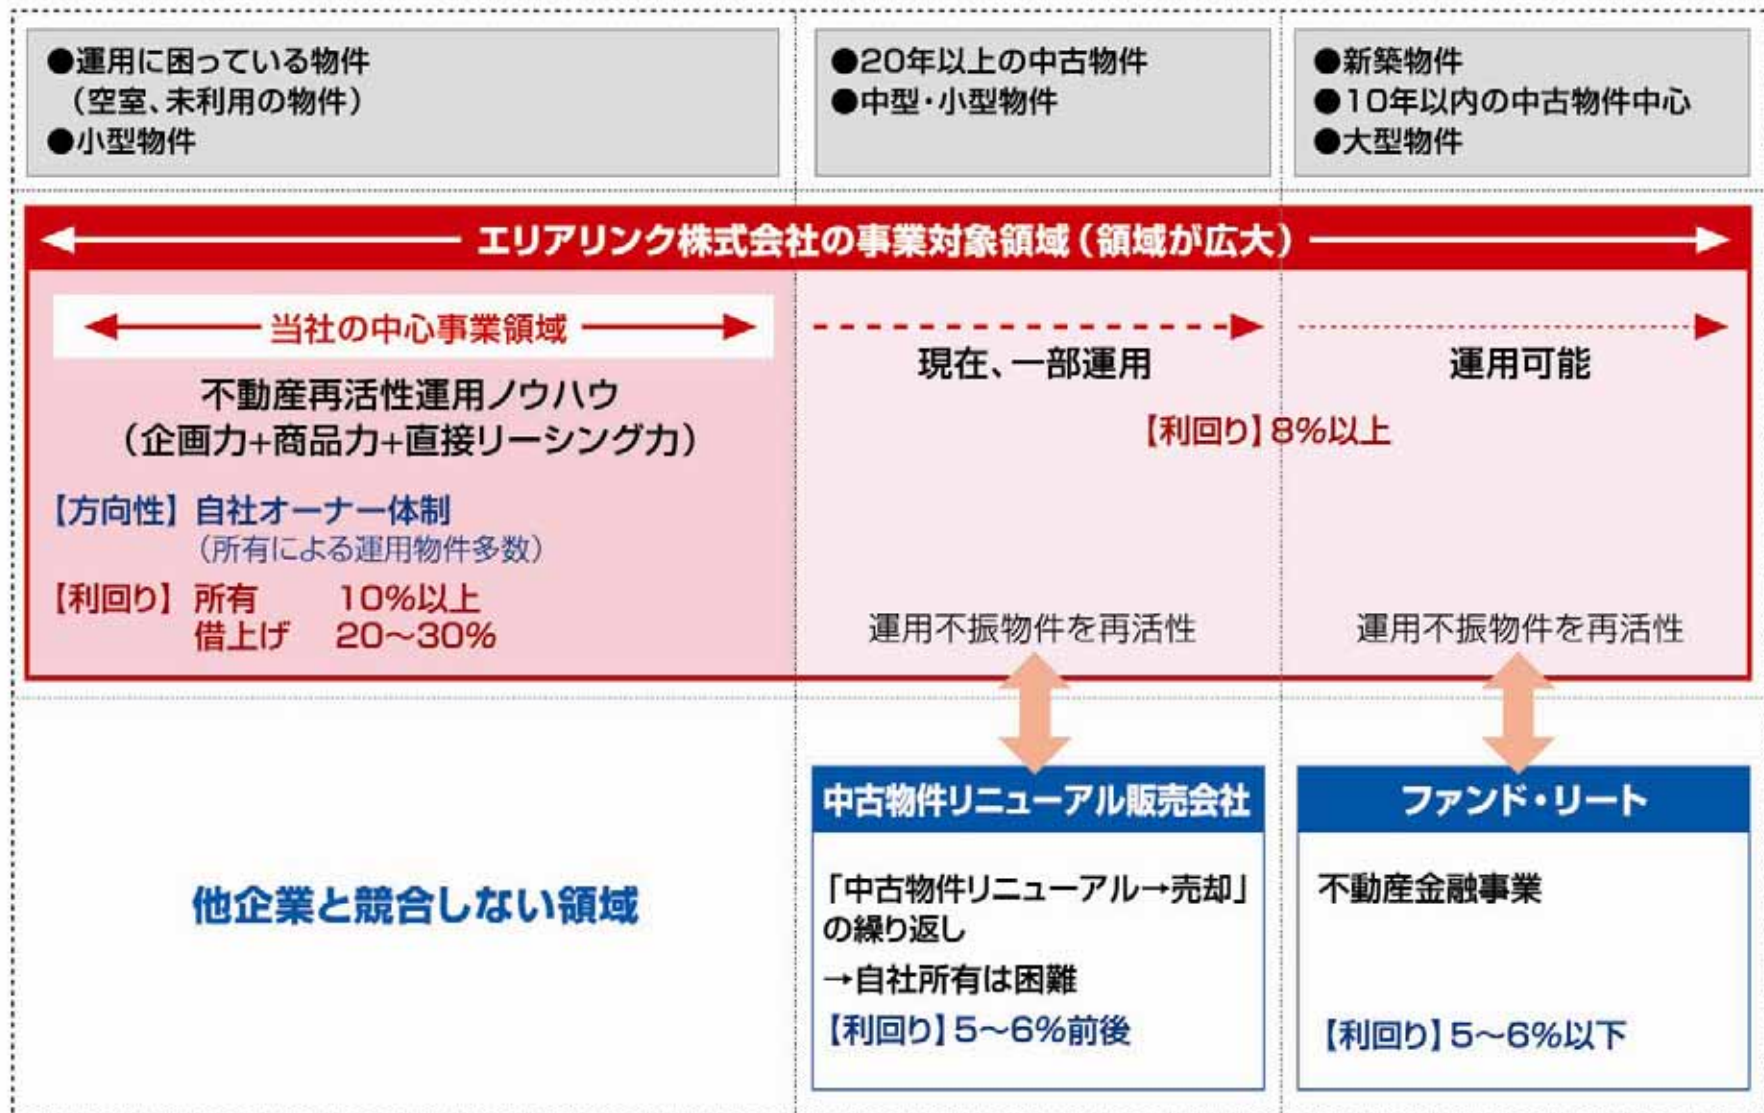 ●運用に困っている物件
（空室、未利用の物件）
●小型物件
●20年以上の中古物件
●中型・小型物件
●新築物件
●10年以内の中古物件中心
●大型物件
エリアリンク株式会社の事業対象領域（領域が広大）
当社の中心事業領域
不動産再活性運用ノウハウ
（企画力+商品力+直接リーシング力）
【方向性】自社オーナー体制
（所有による運用物件多数）
【利回り】所有 10%以上
借上げ 20〜30%
現在、一部運用
運用可能
【利回り】8%以上
運用不振物件を再活性
運用不振物件を再活性
他企業と競合しない領域
中古物件リニューアル販売会社
「中古物件リニューアル→売却」
の繰り返し
→自社所有は困難
【利回り】5〜6%前後
ファンド・リート
不動産金融事業
【利回り】5〜6%以下